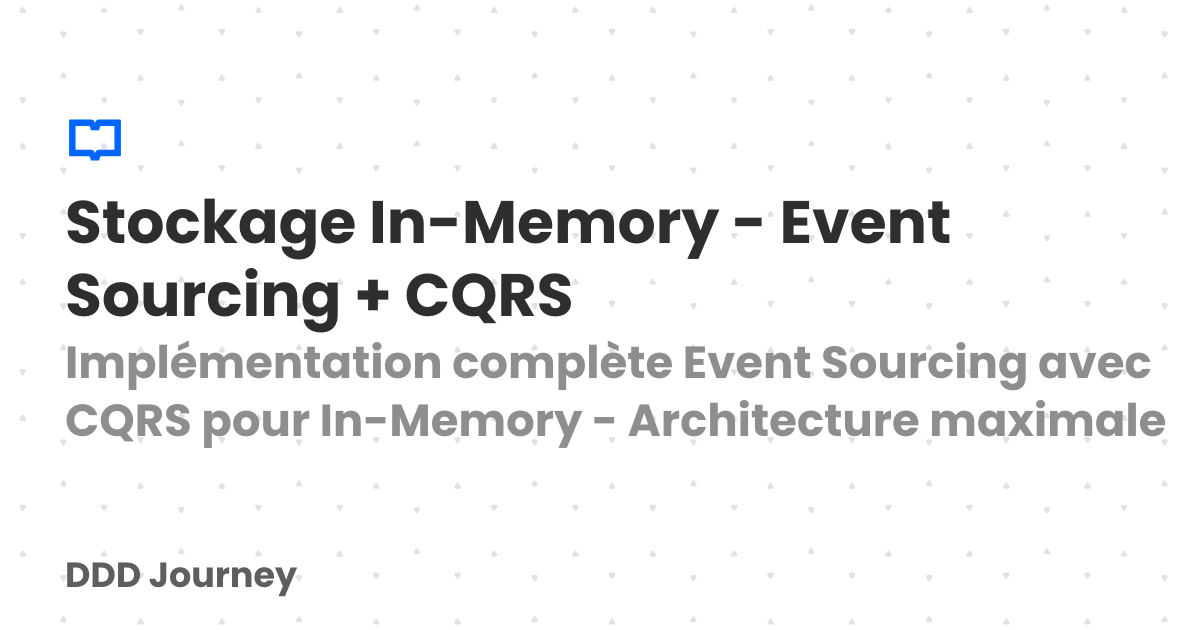 Stockage In-Memory - Event
Sourcing + CQRS
Implémentation complète Event Sourcing avec
CQRS pour In-Memory - Architecture maximale
DDD Journey